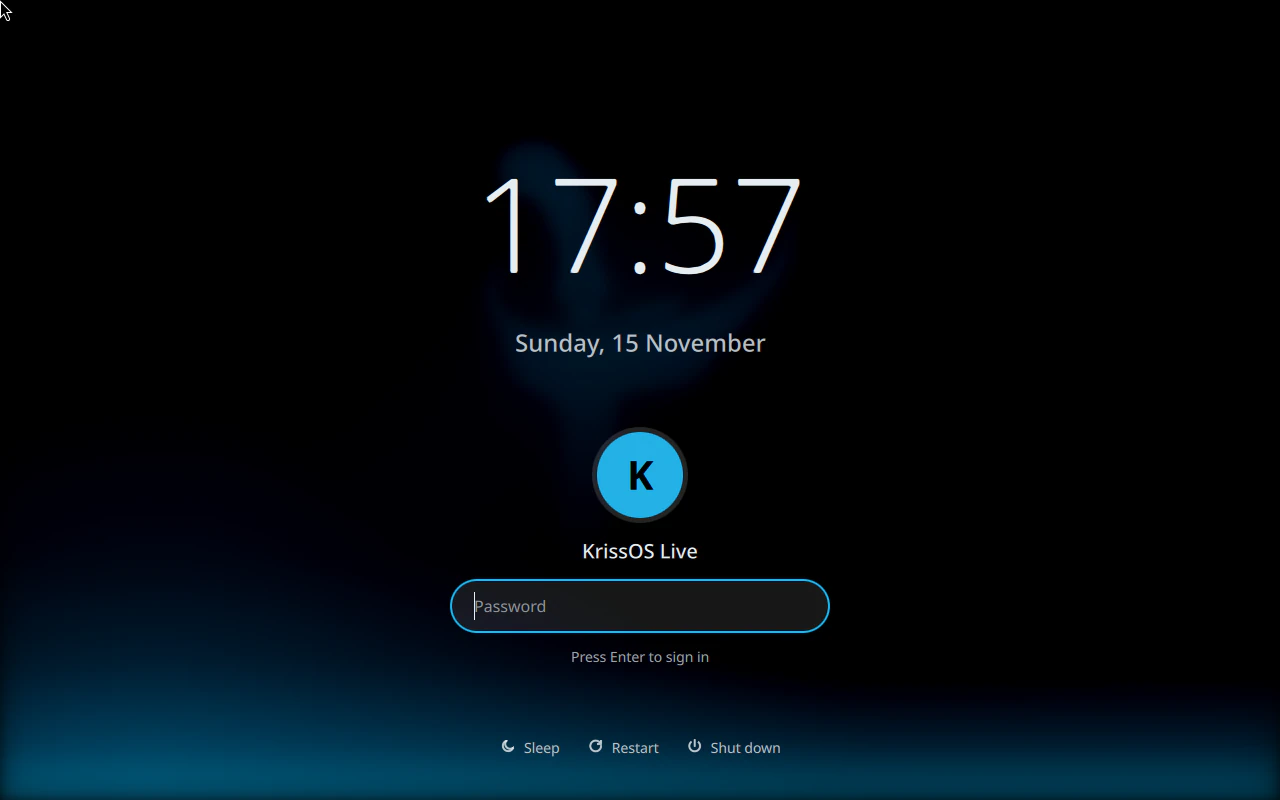 17:57
Sunday, 15 November
K
KrissOS Live
Password
Press Enter to sign in
Sleep Restart Shut down